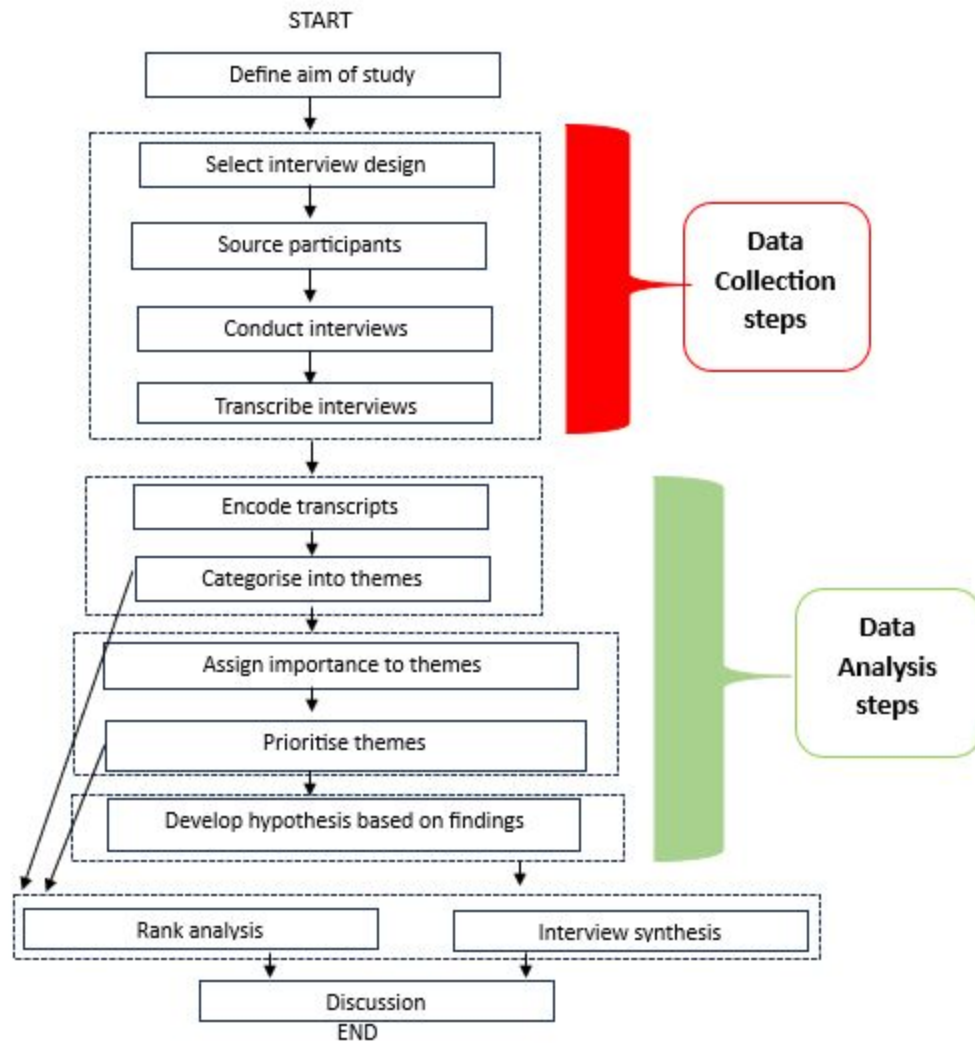 START
Define aim of study
Select interview design
Source participants
Conduct interviews
Transcribe interviews
Data
Collection
steps
Encode transcripts
Categorise into themes
Assign importance to themes
Prioritise themes
Develop hypothesis based on findings
Data
Analysis
steps
Rank analysis
Interview synthesis
Discussion
END